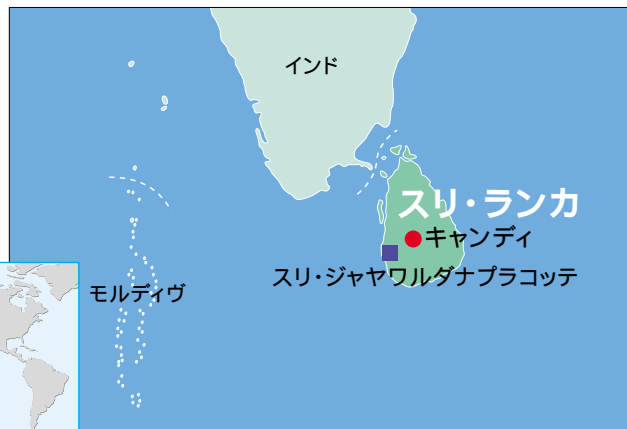 インド
スリ・ランカ
キャンディ
スリ・ジャヤワルダナプラコッテ
モルディヴ